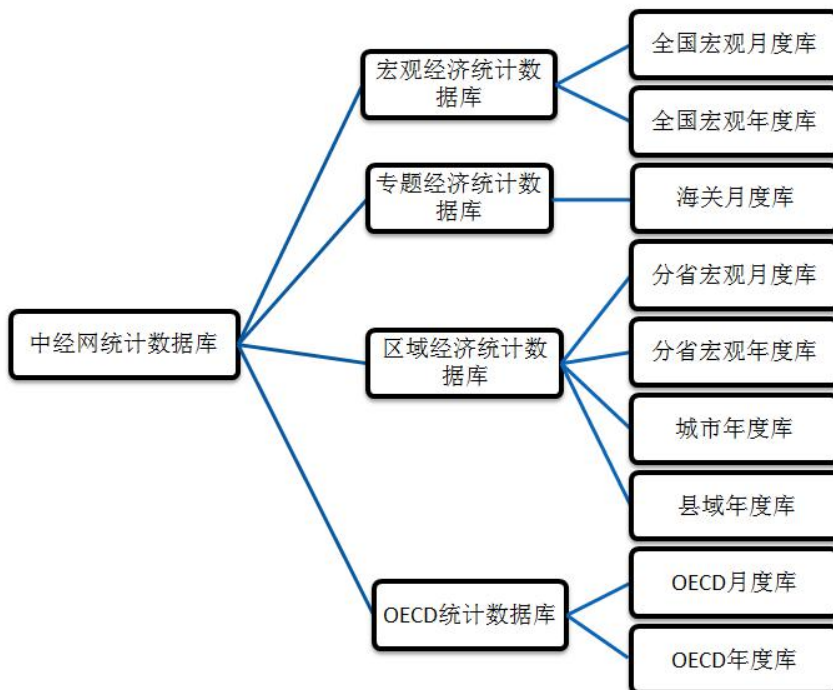 中经网统计数据库
宏观经济统计数
据库
全国宏观月度库
全国宏观年度库
专题经济统计数
据库
海关月度库
区域经济统计数
据库
分省宏观月度库
分省宏观年度库
城市年度库
县域年度库
OECD统计数据库
OECD月度库
OECD年度库